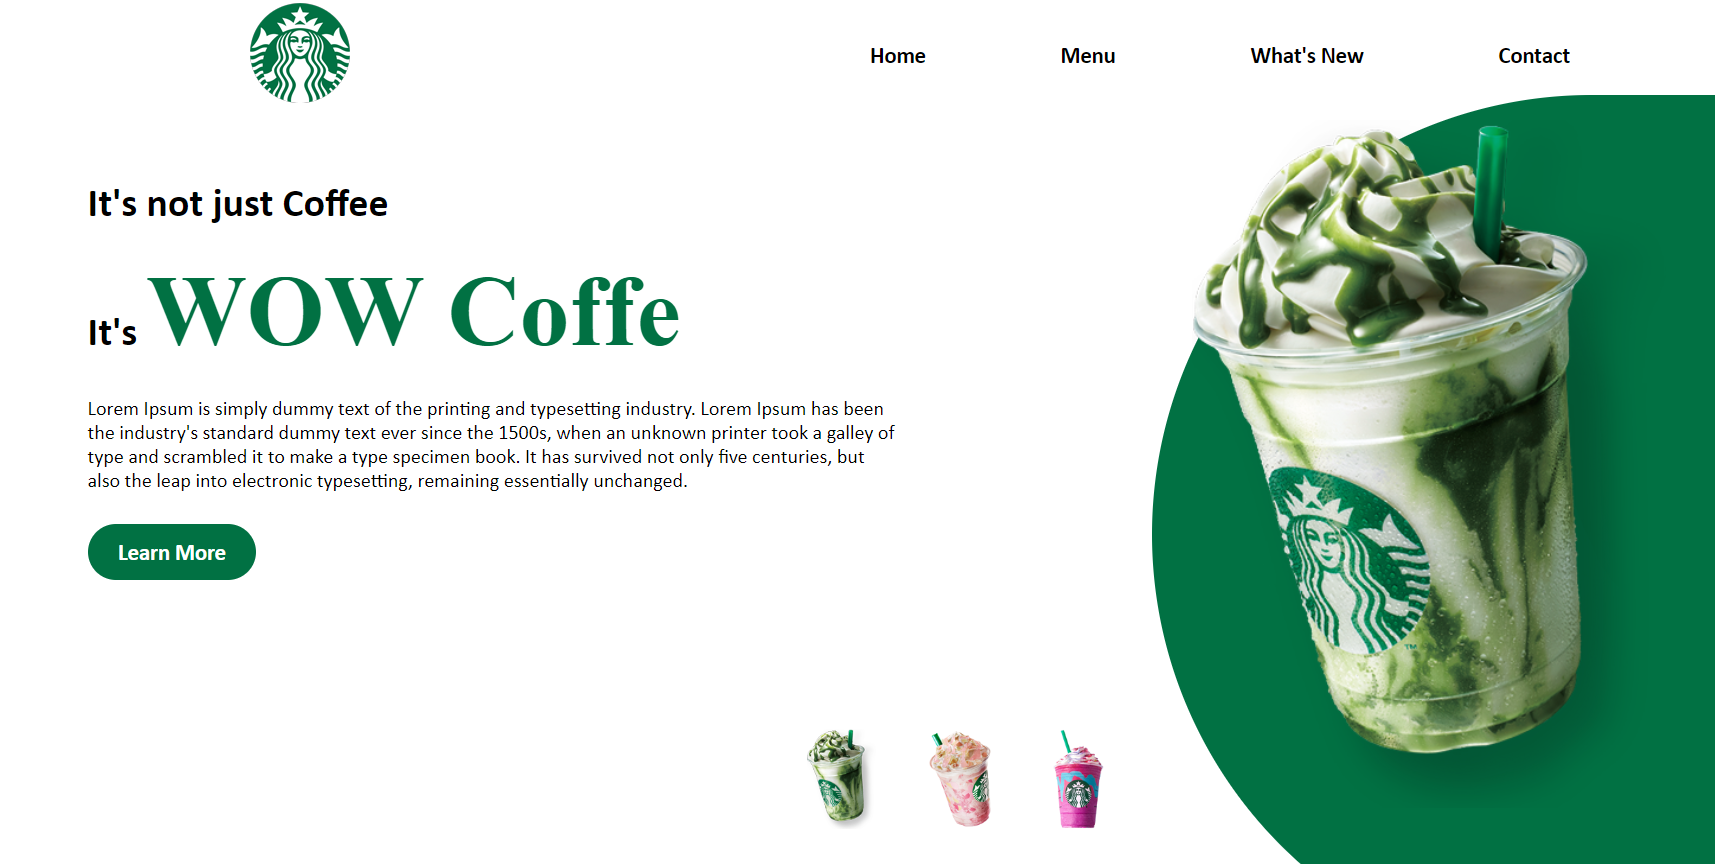 Home Menu What's New Contact
It's not just Coffee
It's WOW Coffe
Lorem Ipsum is simply dummy text of the printing and typesetting industry. Lorem Ipsum has been
the industry's standard dummy text ever since the 1500s, when an unknown printer took a galley of
type and scrambled it to make a type specimen book. It has survived not only five centuries, but
also the leap into electronic typesetting, remaining essentially unchanged.
Learn More
TM